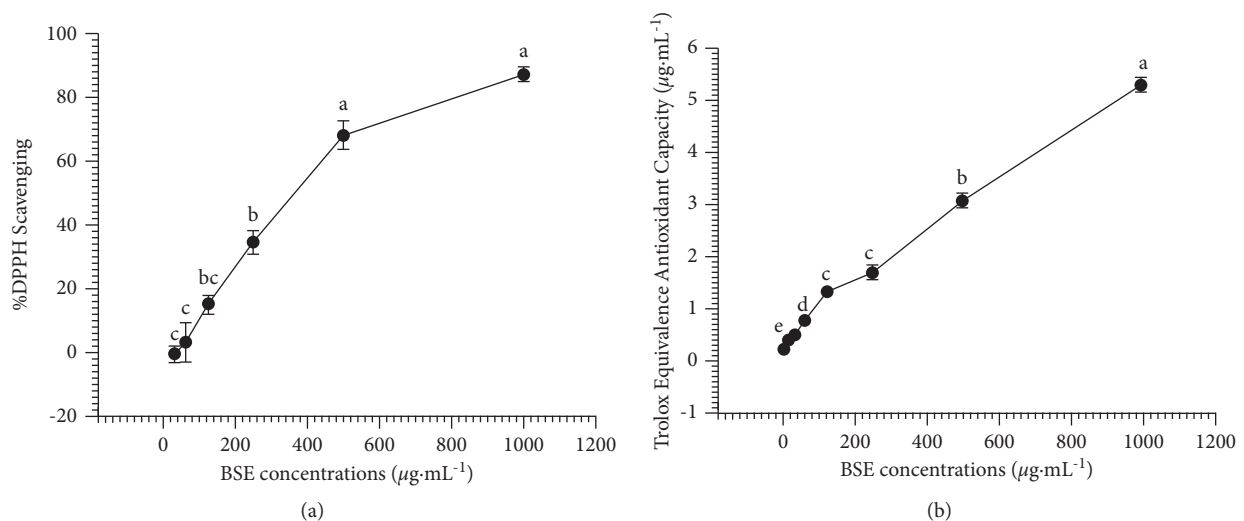 100
80
60
40
20
0
-20
%DPPH Scavenging
c
c
bc
b
a
a
0 200 400 600 800 1000 1200
BSE concentrations (µg·mL-1)
(a)
6
5
4
3
2
1
0
-1
Trolox Equivalence Antioxidant Capacity (µg·mL-1)
e
d
c
c
b
a
0 200 400 600 800 1000 1200
BSE concentrations (µg·mL-1)
(b)